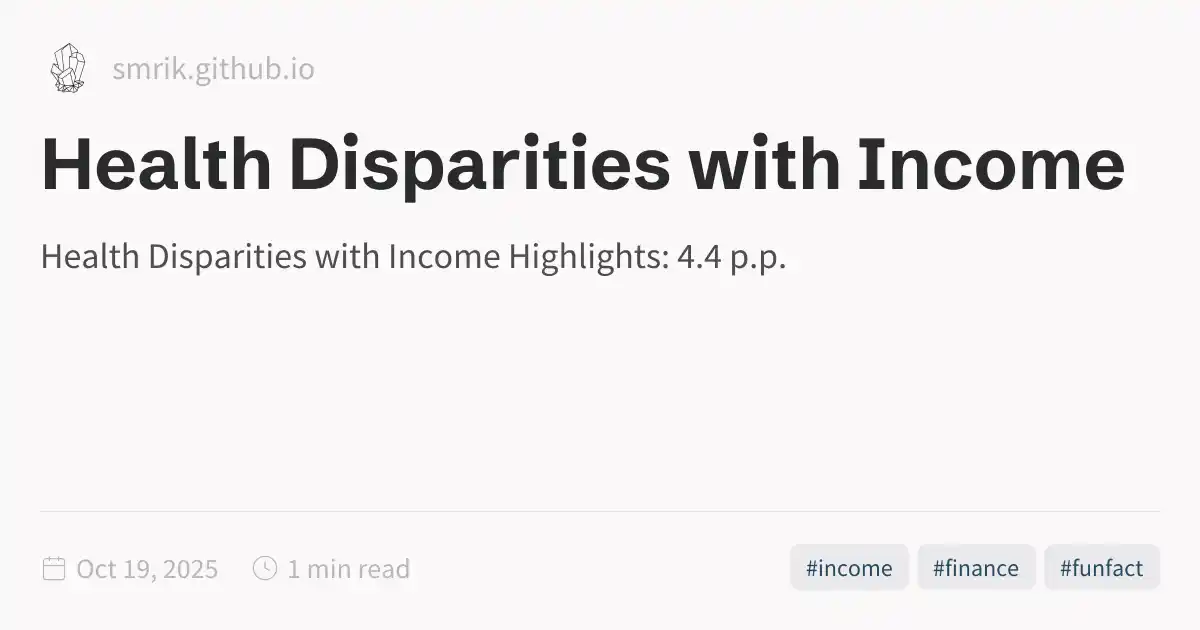 smrik.github.io
Health Disparities with Income
Health Disparities with Income Highlights: 4.4 p.p.
Oct 19, 2025 1 min read #income #finance #funfact